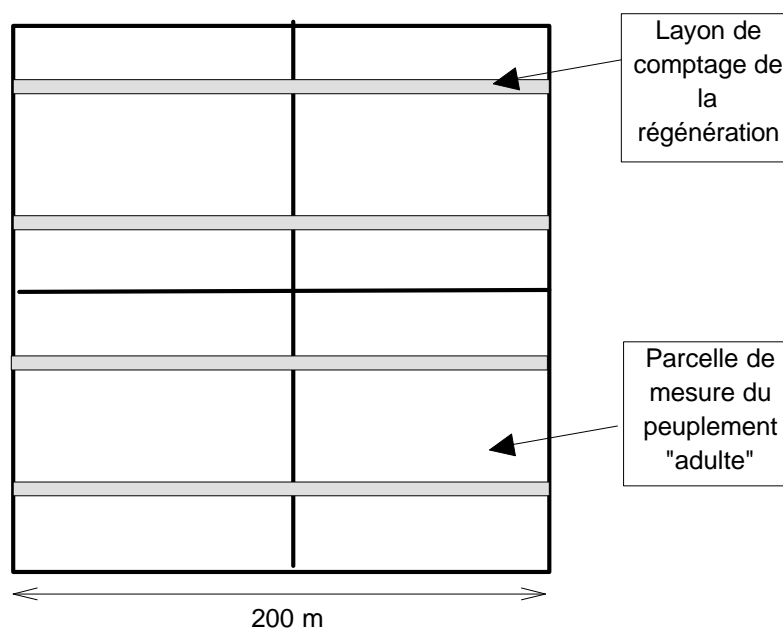 Layon de
comptage de
la
régénération
Parcelle de
mesure du
peuplement
"adulte"
200 m